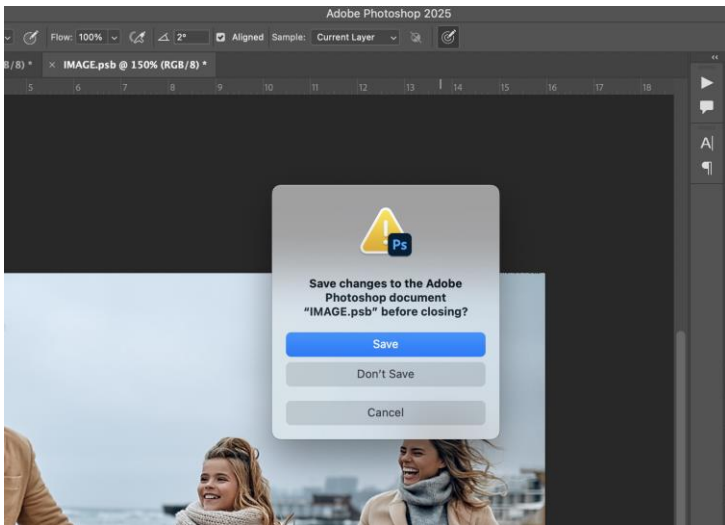 Adobe Photoshop 2025
Flow: 100% 2° Aligned Sample: Current Layer
B/8) * × IMAGE.psb @ 150% (RGB/8) *
5 6 7 8 9 10 11 12 13 14 15 16 17 18
A
Ps
Save changes to the Adobe
Photoshop document
“IMAGE.psb” before closing?
Save
Don't Save
Cancel